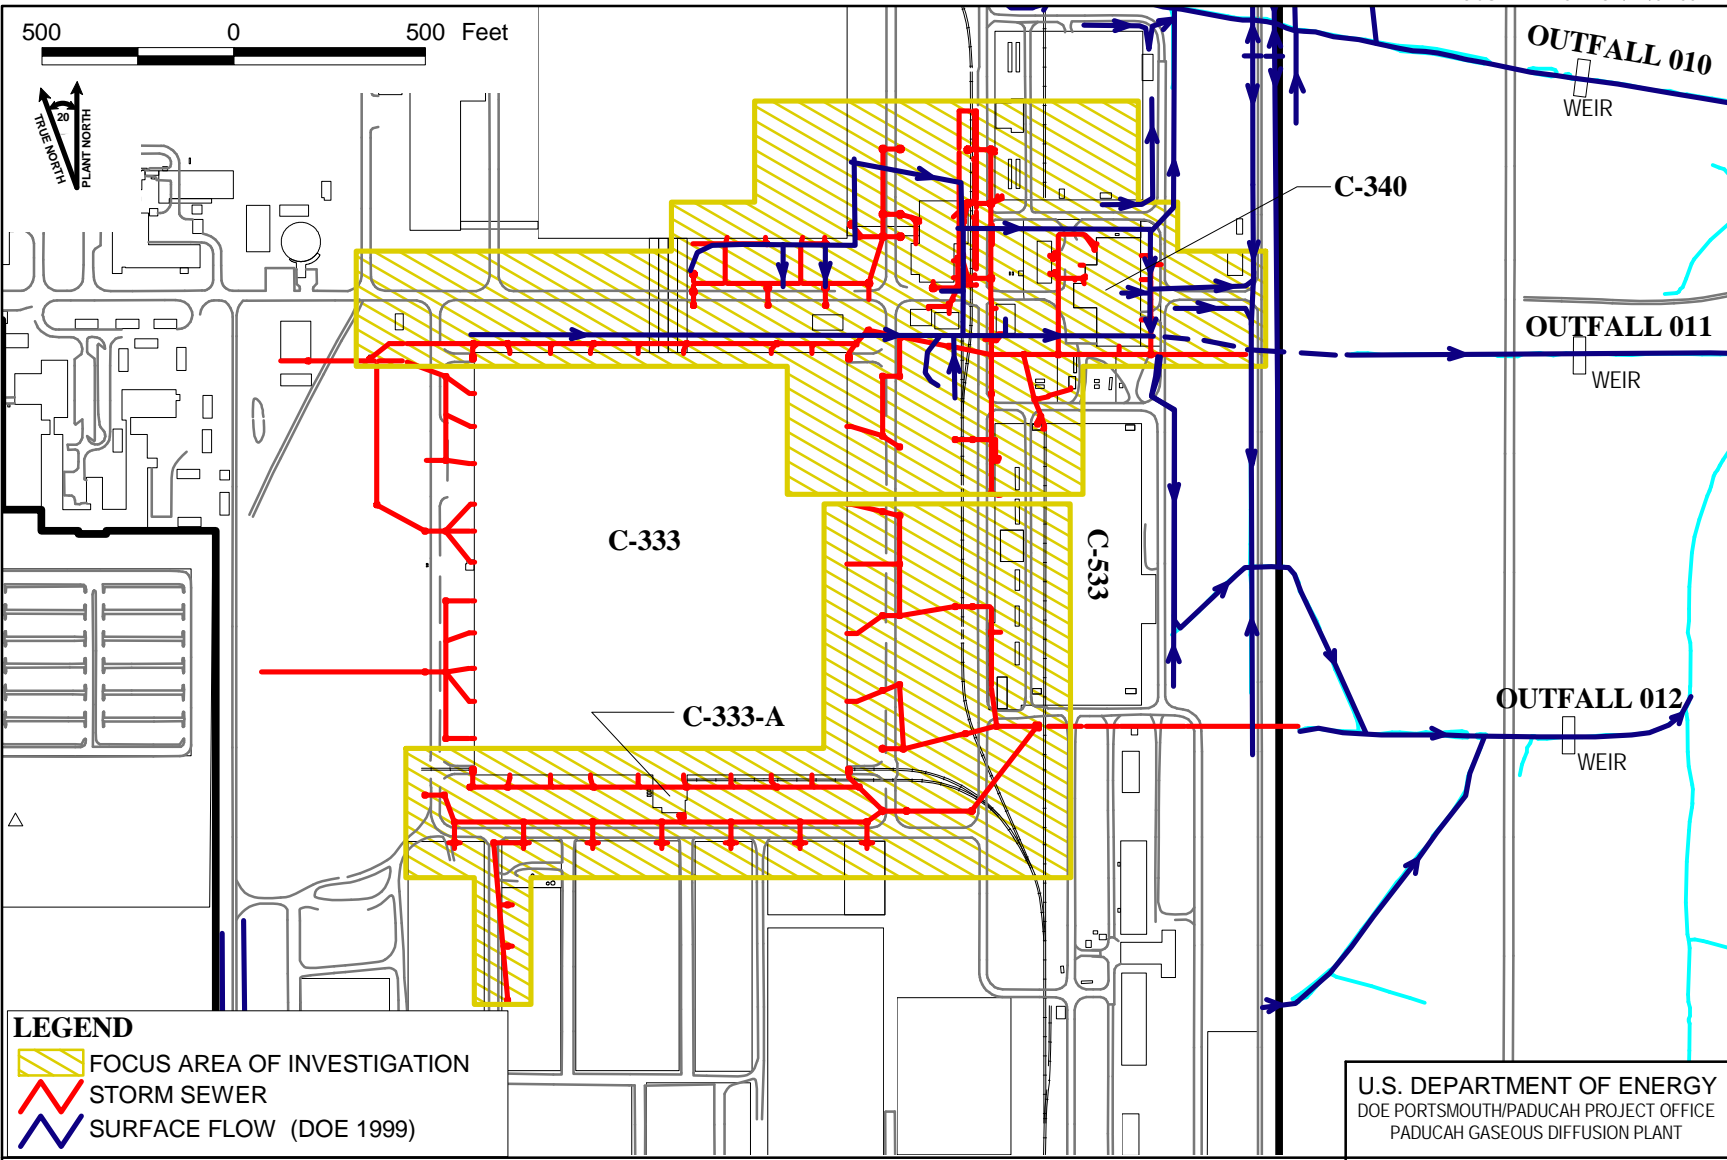 500 0 500 Feet
20
TRUE NORTH
PLANT NORTH
OUTFALL 010
WEIR
C-340
OUTFALL 011
WEIR
C-333
C-533
C-333-A
OUTFALL 012
WEIR
LEGEND
FOCUS AREA OF INVESTIGATION
STORM SEWER
SURFACE FLOW (DOE 1999)
U.S. DEPARTMENT OF ENERGY
DOE PORTSMOUTH/PADUCAH PROJECT OFFICE
PADUCAH GASEOUS DIFFUSION PLANT